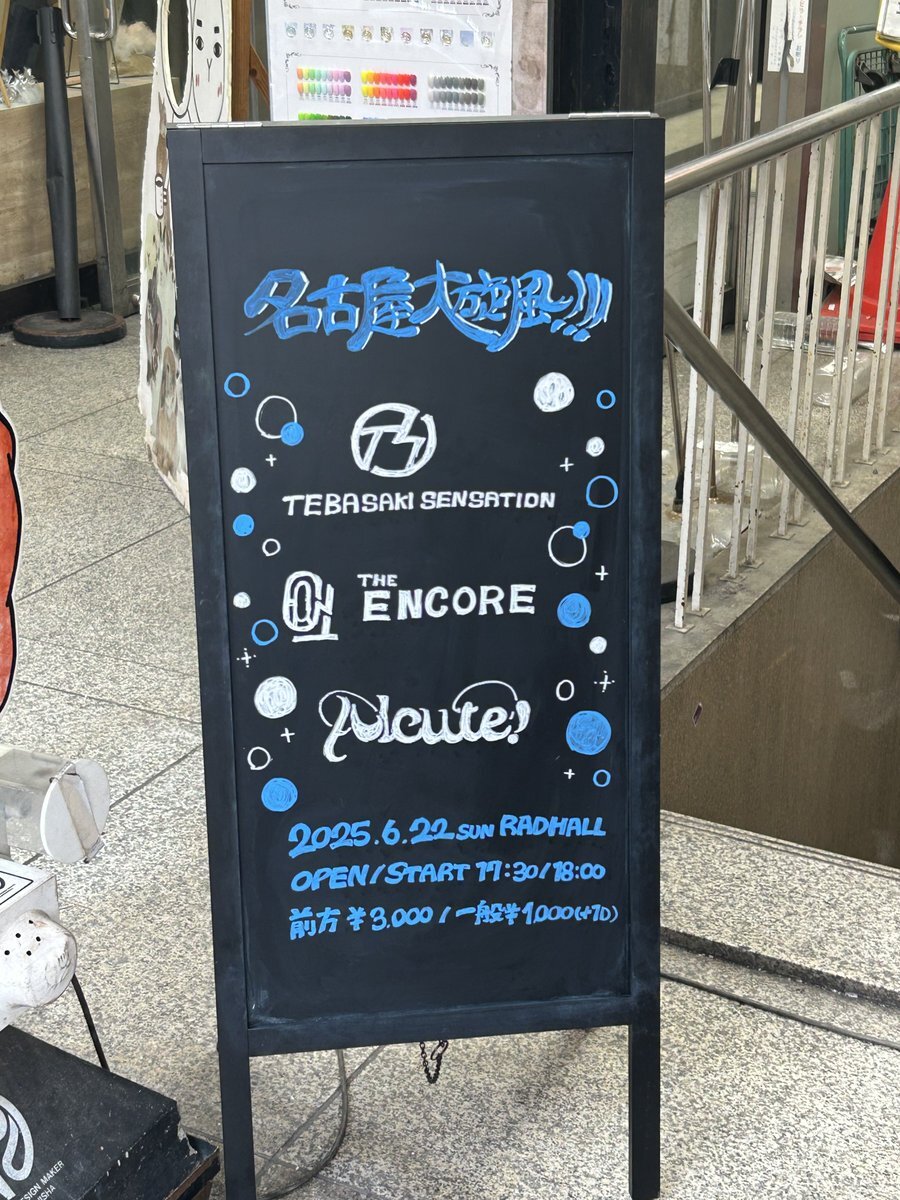 名古屋大旋風!!!
TEBASAKI SENSATION
THE
ENCORE
Mcute!
2025.6.22 SUN RADHALL
OPEN/START 17:30/18:00
前方¥3,000/一般¥1,000(+1D)